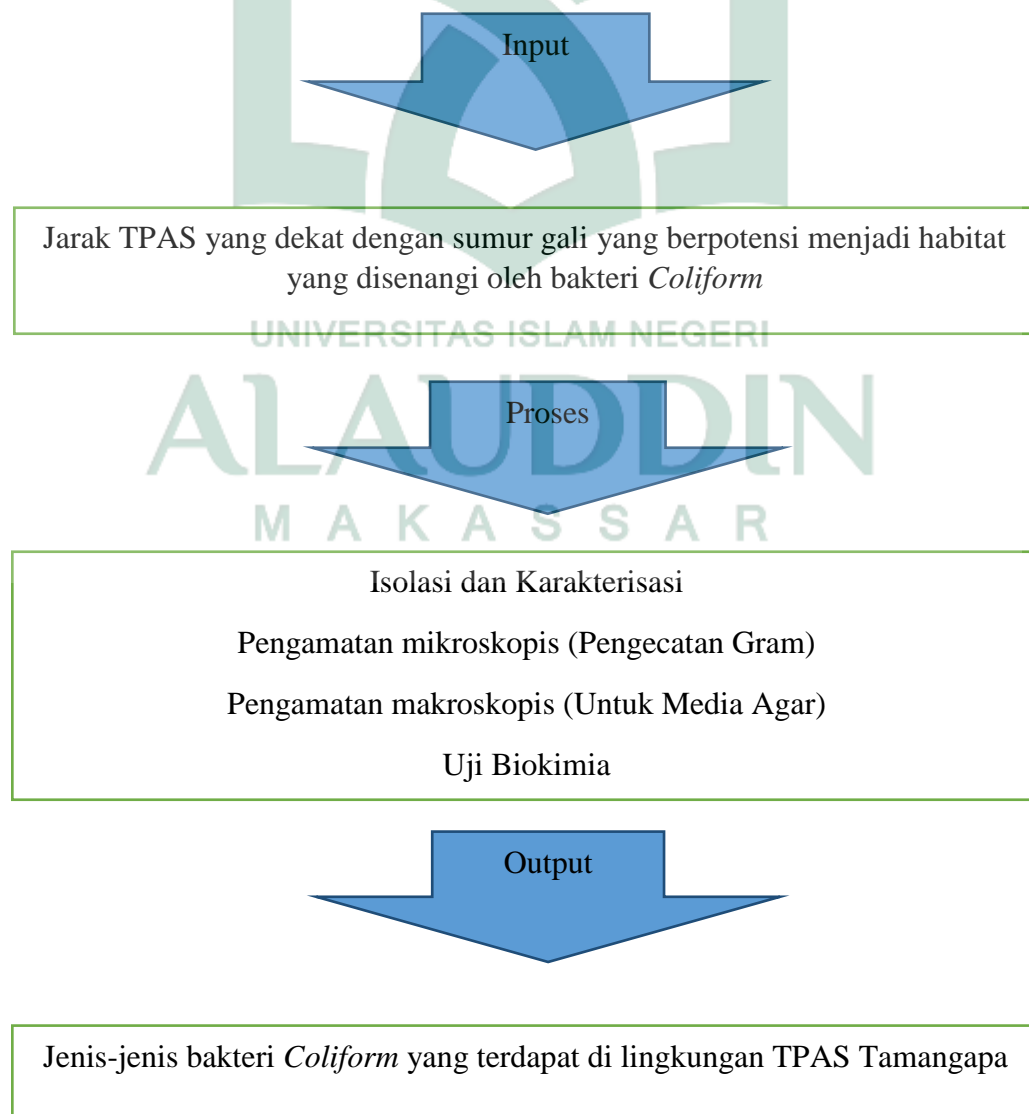 Input
Jarak TPAS yang dekat dengan sumur gali yang berpotensi menjadi habitat
yang disenangi oleh bakteri Coliform
UNIVERSITAS ISLAM NEGERI
ALAUDDIN
Proses
MAKASSAR
Isolasi dan Karakterisasi
Pengamatan mikroskopis (Pengecatan Gram)
Pengamatan makroskopis (Untuk Media Agar)
Uji Biokimia
Output
Jenis-jenis bakteri Coliform yang terdapat di lingkungan TPAS Tamangapa